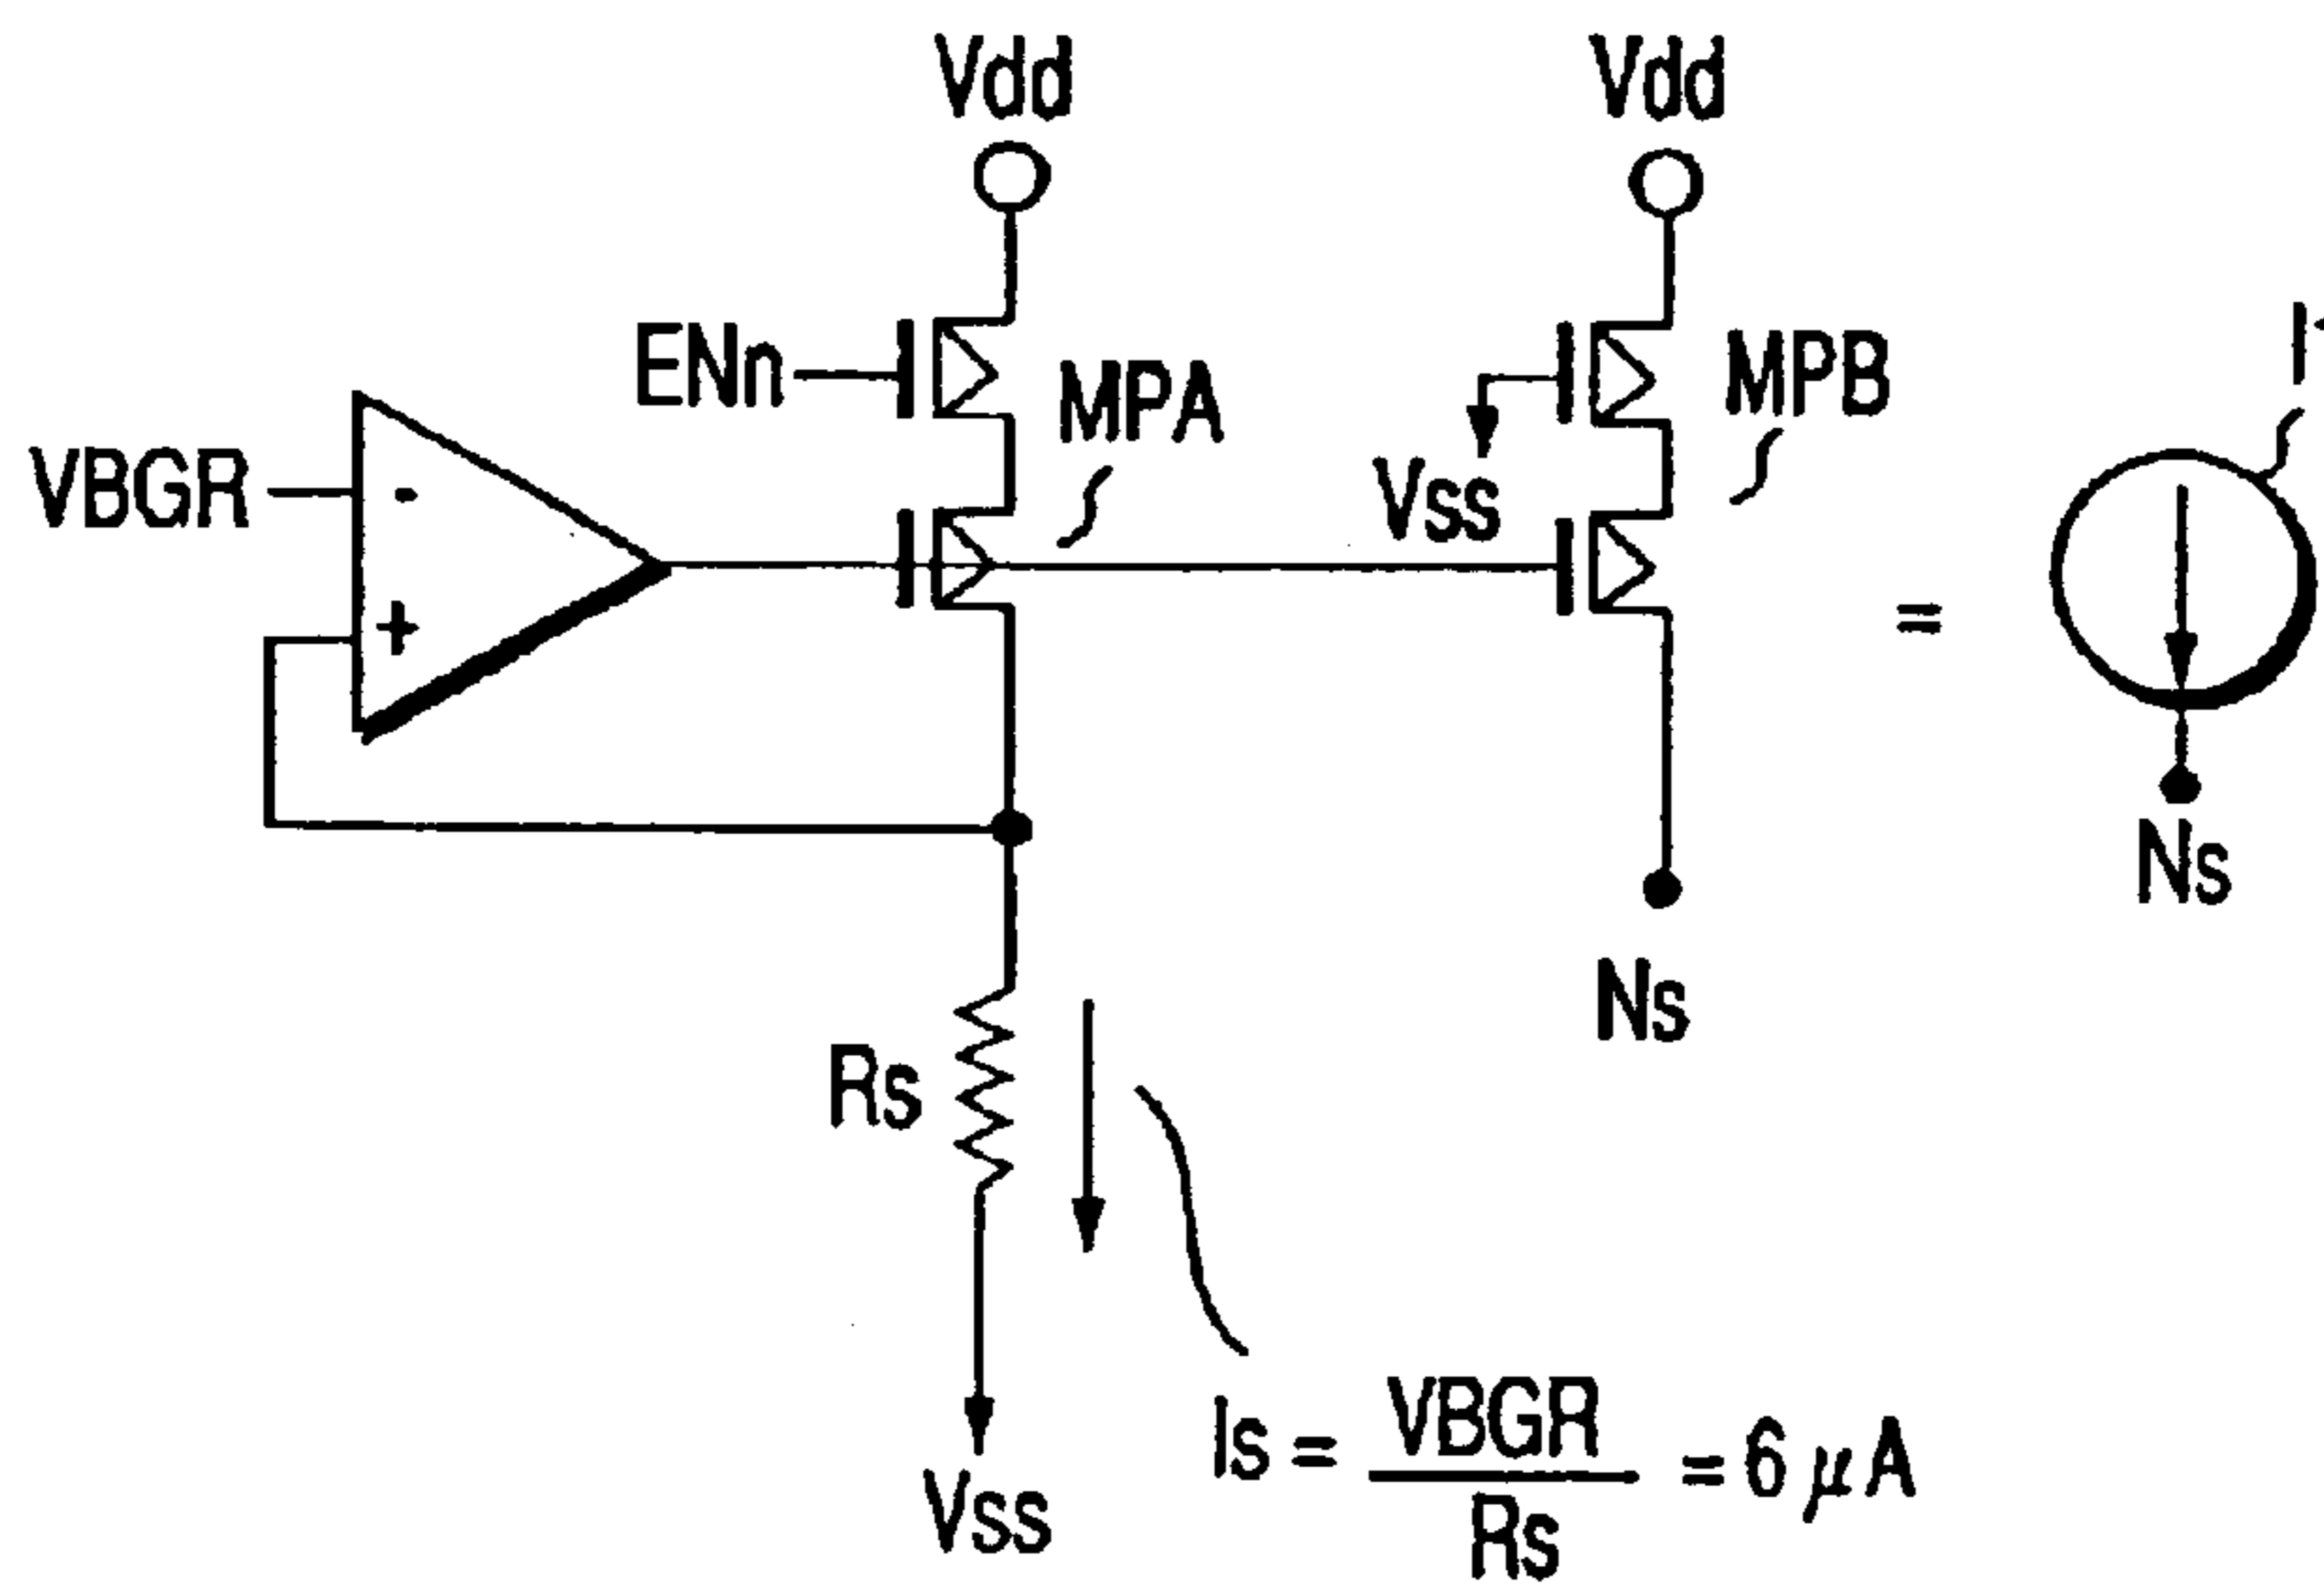 Vdd
Vdd
ENn
MPA
MPB
VBGR
-
Vss
+
=
Ns
Ns
Rs
Is = VBGR / Rs = 6 μA
Vss